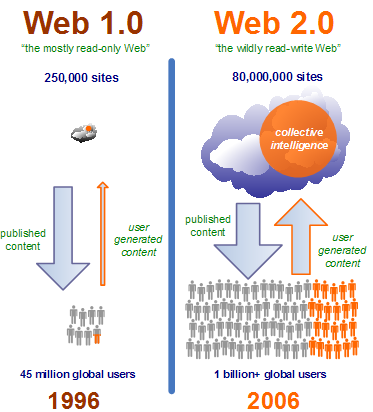 Web 1.0
"the mostly read-only Web"
250,000 sites
published
content
user
generated
content
45 million global users
1996
Web 2.0
"the wildly read-write Web"
80,000,000 sites
collective
intelligence
published
content
user
generated
content
1 billion+ global users
2006